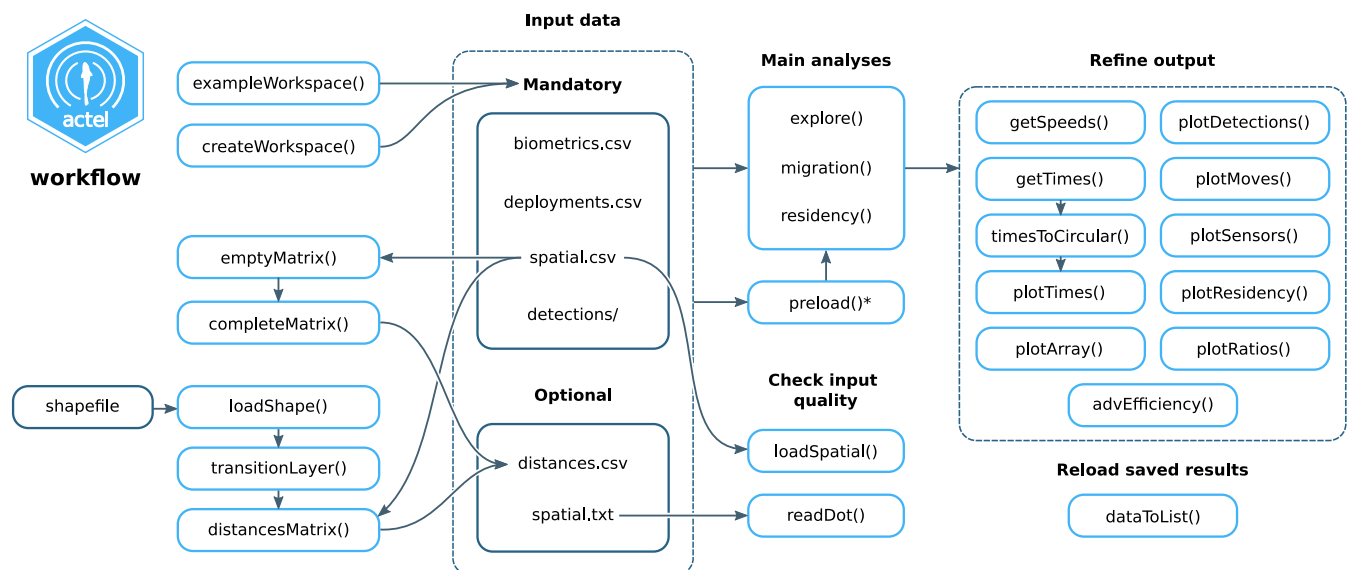 actel
workflow
exampleWorkspace()
createWorkspace()
emptyMatrix()
completeMatrix()
shapefile
loadShape()
transitionLayer()
distancesMatrix()
Input data
Mandatory
biometrics.csv
deployments.csv
spatial.csv
detections/
Optional
distances.csv
spatial.txt
Main analyses
explore()
migration()
residency()
preload()*
Check input
quality
loadSpatial()
readDot()
Refine output
getSpeeds()
plotDetections()
getTimes()
plotMoves()
timesToCircular()
plotSensors()
plotTimes()
plotResidency()
plotArray()
plotRatios()
advEfficiency()
Reload saved results
dataToList()